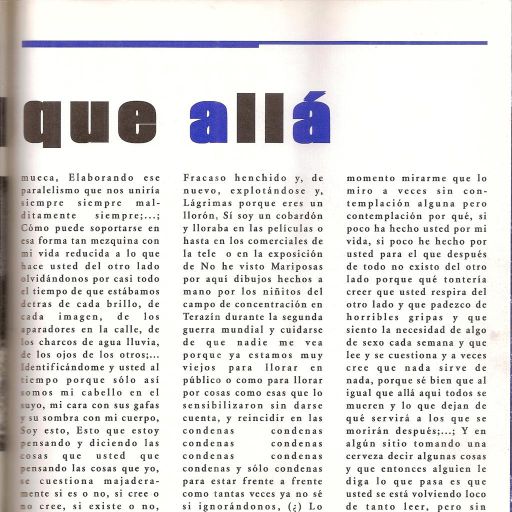 que allá
mueca, Elaborando ese
paralelismo que nos uniría
siempre siempre mal-
ditamente siempre;...;
Cómo puede soportarse en
esa forma tan mezquina con
mi vida reducida a lo que
hace usted del otro lado
olvidándonos por casi todo
el tiempo de que estábamos
detras de cada brillo, de
cada imagen, de los
aparadores en la calle, de
los charcos de agua lluvia,
de los ojos de los otros;...
Identificándome y usted al
tiempo porque sólo así
somos mi cabello en el
suyo, mi cara con sus gafas
y su sombra con mi cuerpo,
Soy esto, Esto que estoy
pensando y diciendo las
cosas que usted que
pensando las cosas que yo,
se cuestiona majadera-
mente si es o no, si cree o
no cree, si existe o no,
Fracaso henchido y, de
nuevo, explotándose y,
Lágrimas porque eres un
llorón, Sí soy un cobardón
y lloraba en las películas o
hasta en los comerciales de
la tele o en la exposición
de No he visto Mariposas
por aquí dibujos hechos a
mano por los niñitos del
campo de concentración en
Terazín durante la segunda
guerra mundial y cuidarse
de que nadie me vea
porque ya estamos muy
viejos para llorar en
público o como para llorar
por cosas como esas que lo
sensibilizaron sin darse
cuenta, y reincidir en las
condenas condenas
condenas condenas
condenas condenas
condenas y sólo condenas
para estar frente a frente
como tantas veces ya no sé
si ignorándonos, (¿) Lo
momento mirarme que lo
miro a veces sin con-
templación alguna pero
contemplación por qué, si
poco ha hecho usted por mi
vida, si poco he hecho por
usted para el que después
de todo no existo del otro
lado porque qué tontería
creer que usted respira del
otro lado y que padezco de
horribles gripas y que
siento la necesidad de algo
de sexo cada semana y que
lee y se cuestiona y a veces
cree que nada sirve de
nada, porque sé bien que al
igual que allá aquí todos se
mueren y lo que dejan de
qué servirá a los que se
morirán después;...; Y en
algún sitio tomando una
cerveza decir algunas cosas
y que entonces alguien le
diga lo que pasa es que
usted se está volviendo loco
de tanto leer, pero sin